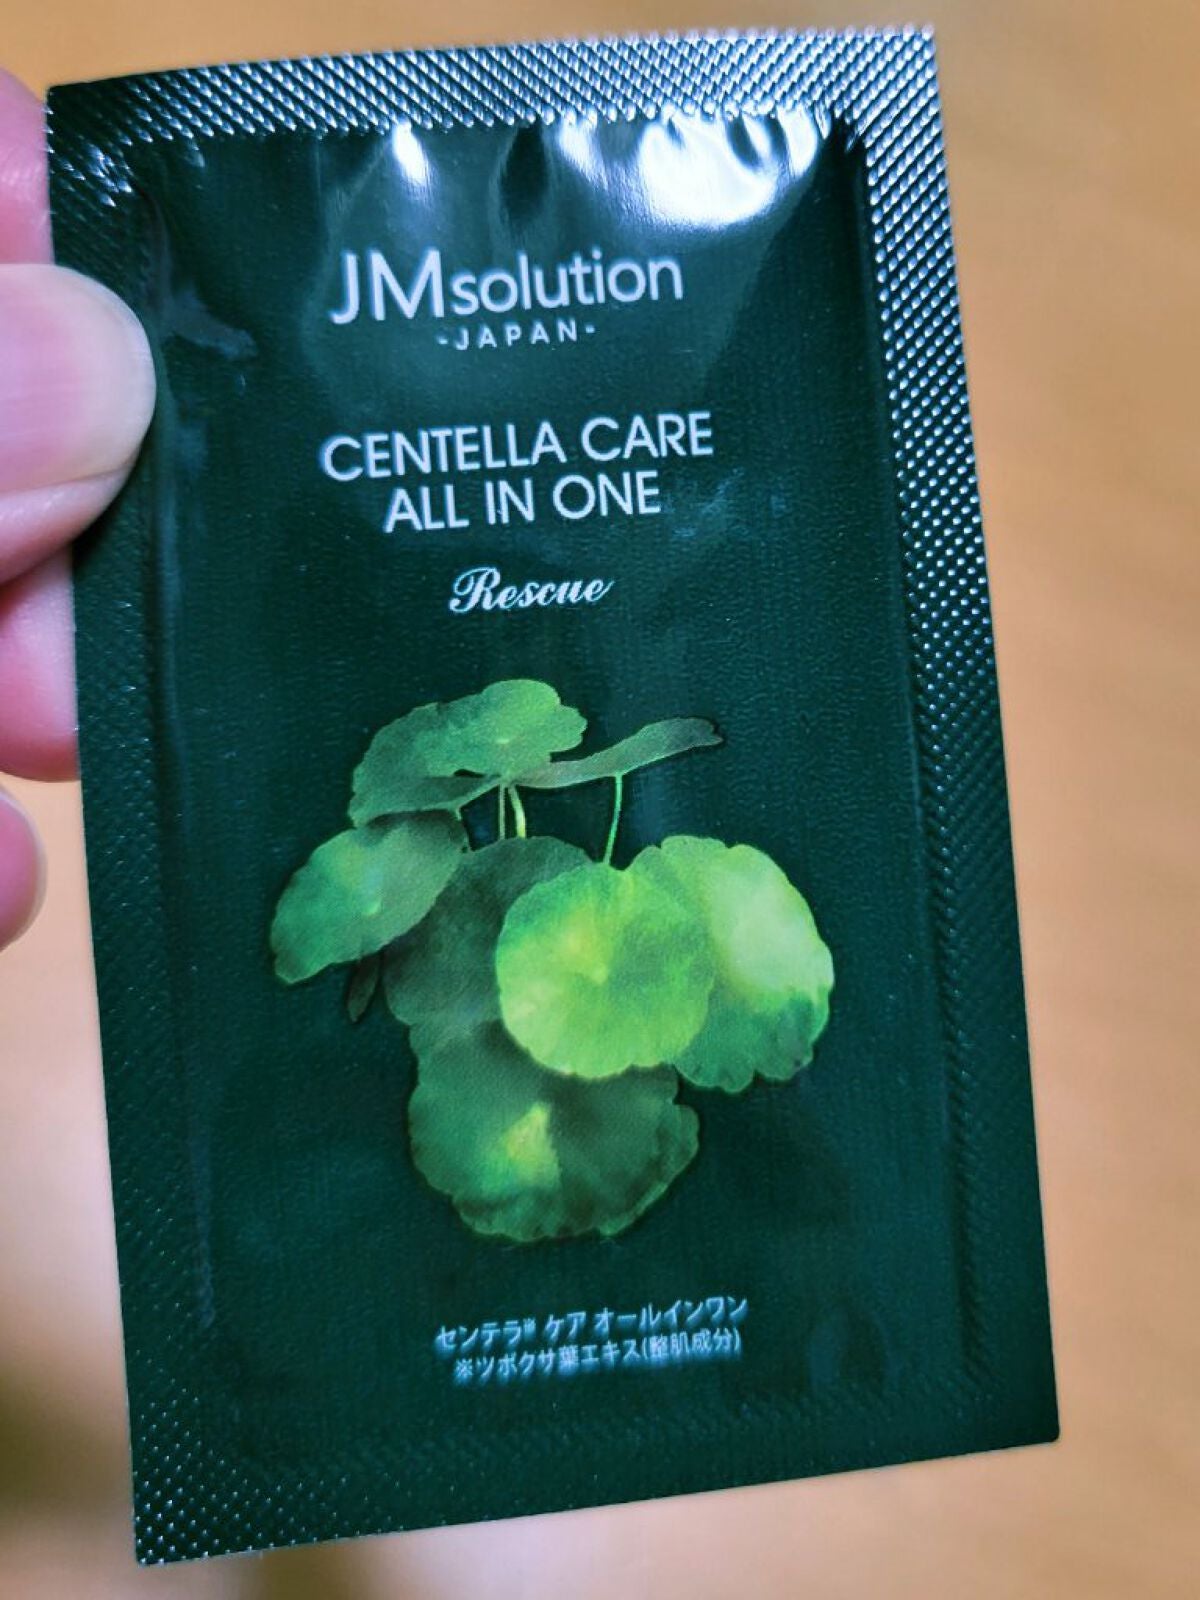 JMsolution
-JAPAN-
CENTELLA CARE
ALL IN ONE
Rescue
センテラ※ ケア オールインワン
※ツボクサ葉エキス(整肌成分)